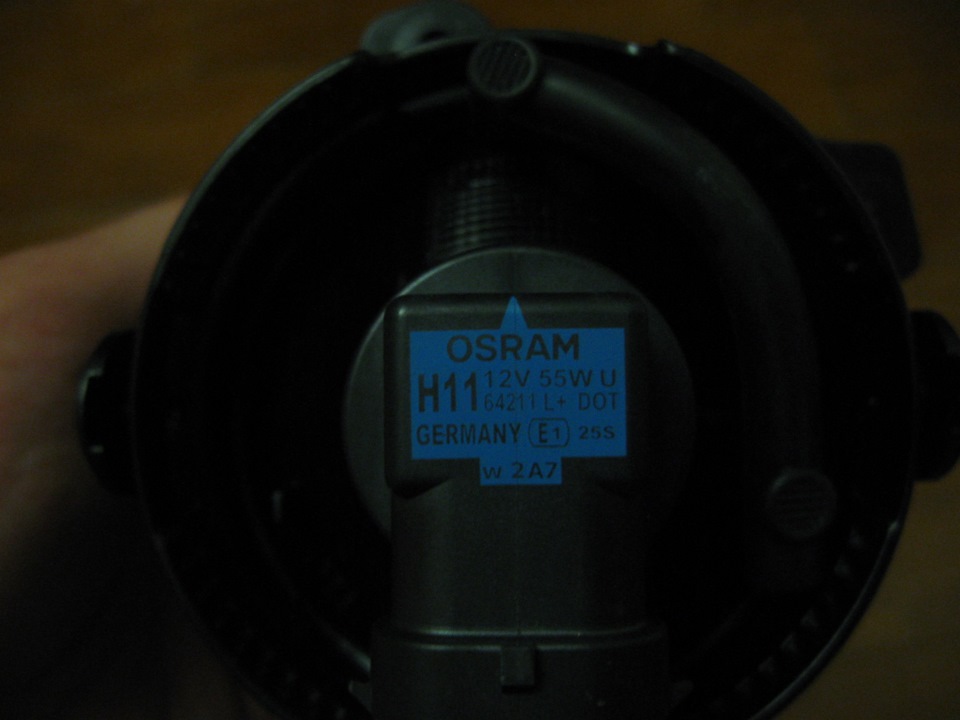 OSRAM
H11 12V 55W U
64211 L+ DOT
GERMANY E1 25S
w 2A7